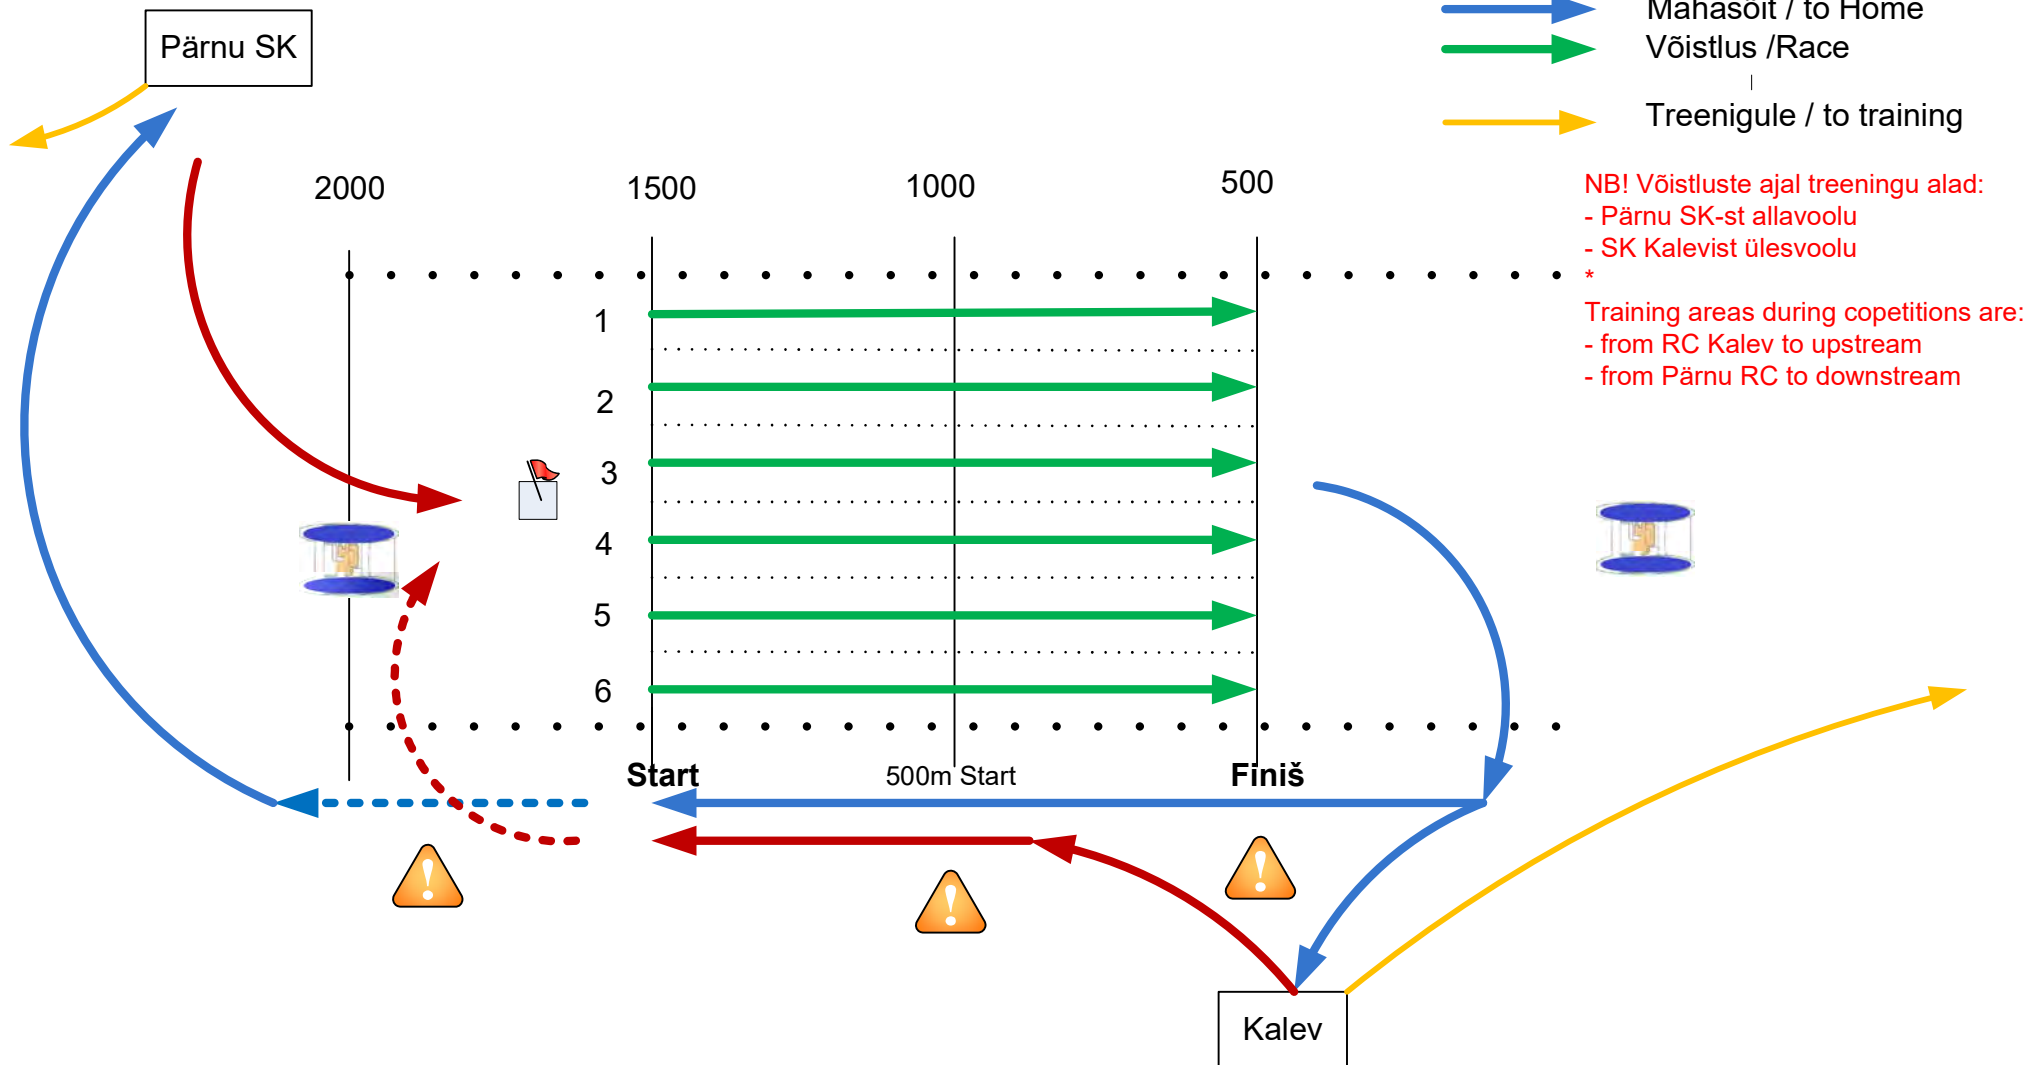 Mahasõit / to Home
Pärnu SK
Võistlus /Race
Treenigule / to training
2000
1500
1000
500
NB! Võistluste ajal treeningu alad:
- Pärnu SK-st allavoolu
- SK Kalevist ülesvoolu
*
Training areas during copetitions are:
- from RC Kalev to upstream
- from Pärnu RC to downstream
1
2
3
4
5
6
Start
500m Start
Finiš
Kalev